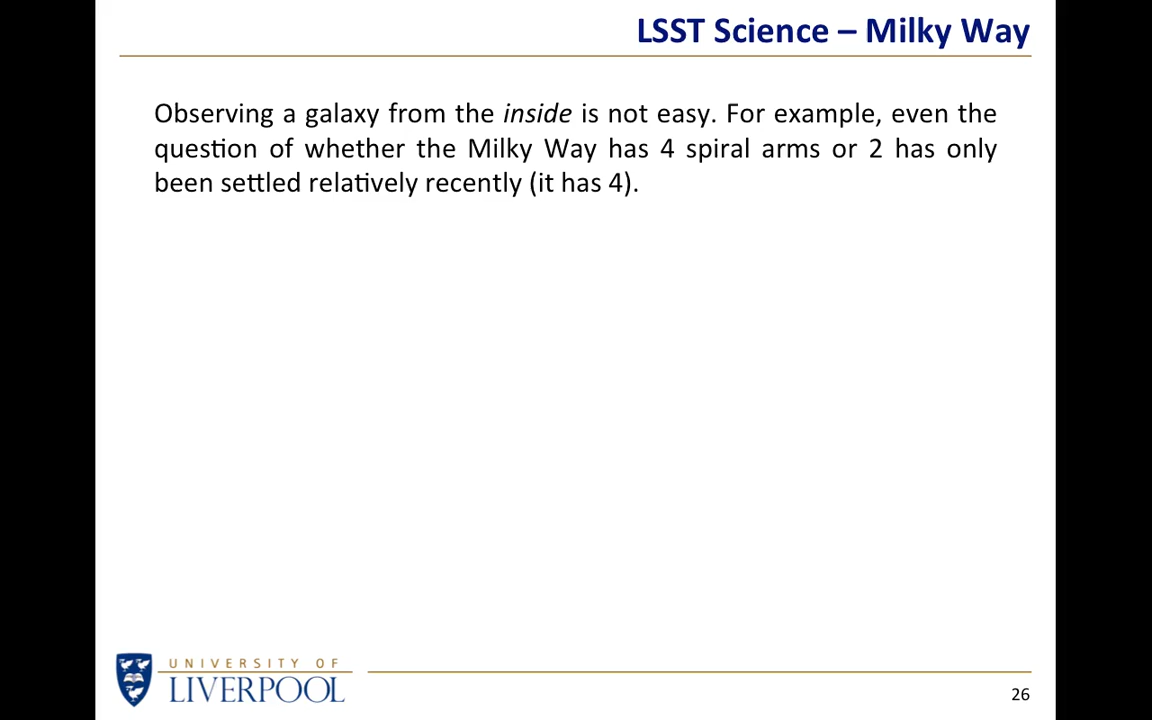 LSST Science – Milky Way
Observing a galaxy from the inside is not easy. For example, even the
question of whether the Milky Way has 4 spiral arms or 2 has only
been settled relatively recently (it has 4).
UNIVERSITY OF
LIVERPOOL
26